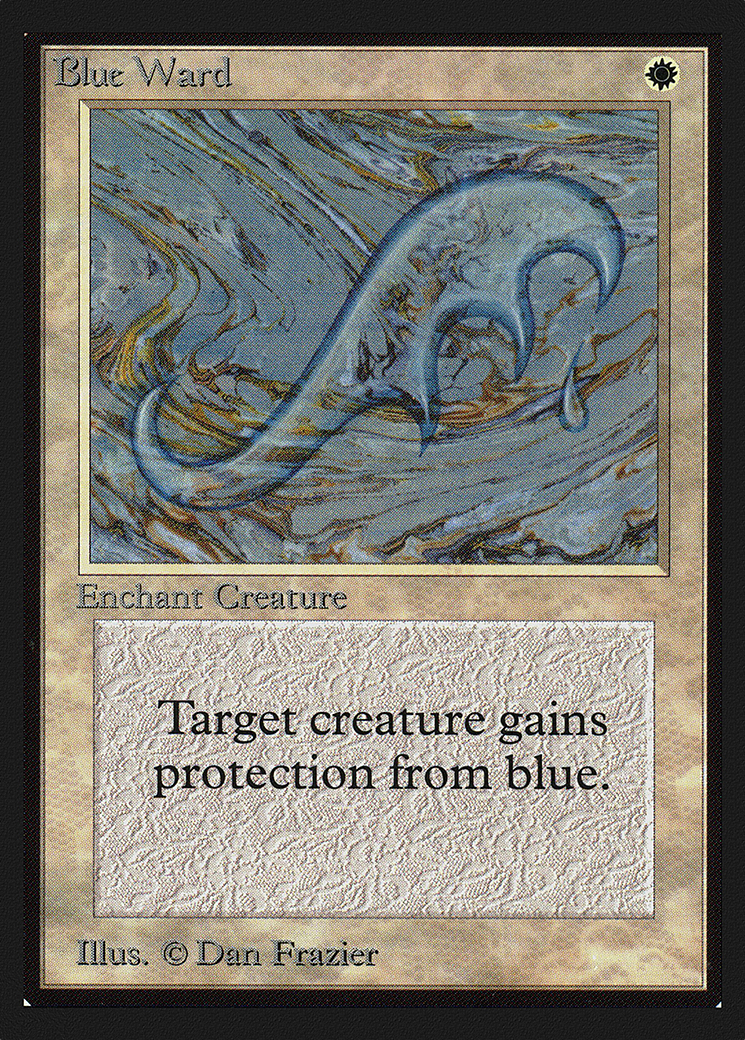 Blue Ward
Enchant Creature
Target creature gains
protection from blue.
Illus. © Dan Frazier